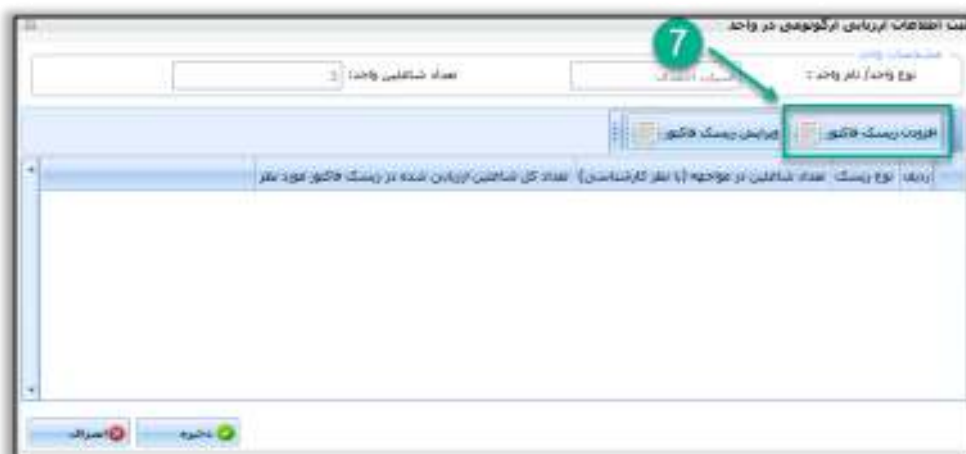 ثبت اطلاعات ارزیابی ارگونومی در واحد
7
مشخصات واحد
نوع واحد/ نام واحد :
تعداد شاغلین واحد:
افزودن ریسک فاکتور ویرایش ریسک فاکتور
ردیف نوع ریسک تعداد شاغلین در مواجهه (با نظر کارشناسی) تعداد کل شاغلین ارزیابی شده در ریسک فاکتور مورد نظر
ذخیره انصراف